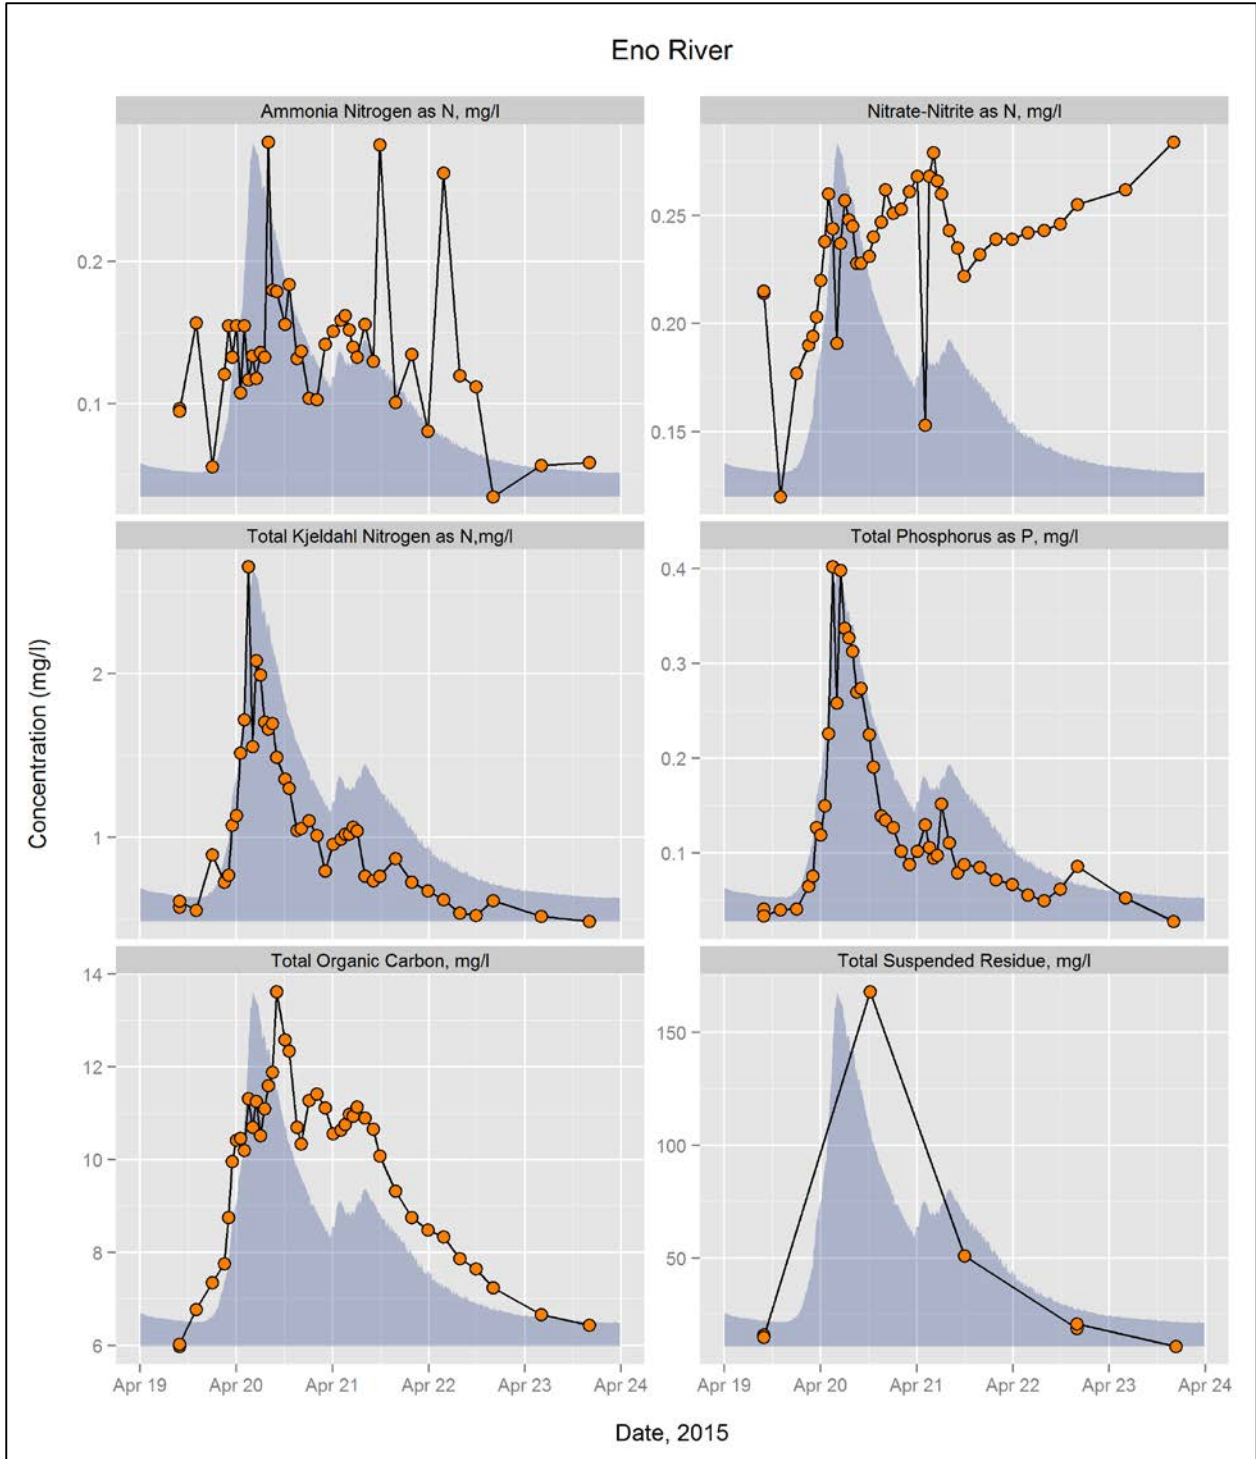 Eno River
Ammonia Nitrogen as N, mg/l
Nitrate-Nitrite as N, mg/l
0.2
0.1
0.25
0.20
0.15
Total Kjeldahl Nitrogen as N,mg/l
Total Phosphorus as P, mg/l
2
1
0.4
0.3
0.2
0.1
Concentration (mg/l)
Total Organic Carbon, mg/l
Total Suspended Residue, mg/l
14
12
10
8
6
150
100
50
Apr 19 Apr 20 Apr 21 Apr 22 Apr 23 Apr 24
Apr 19 Apr 20 Apr 21 Apr 22 Apr 23 Apr 24
Date, 2015